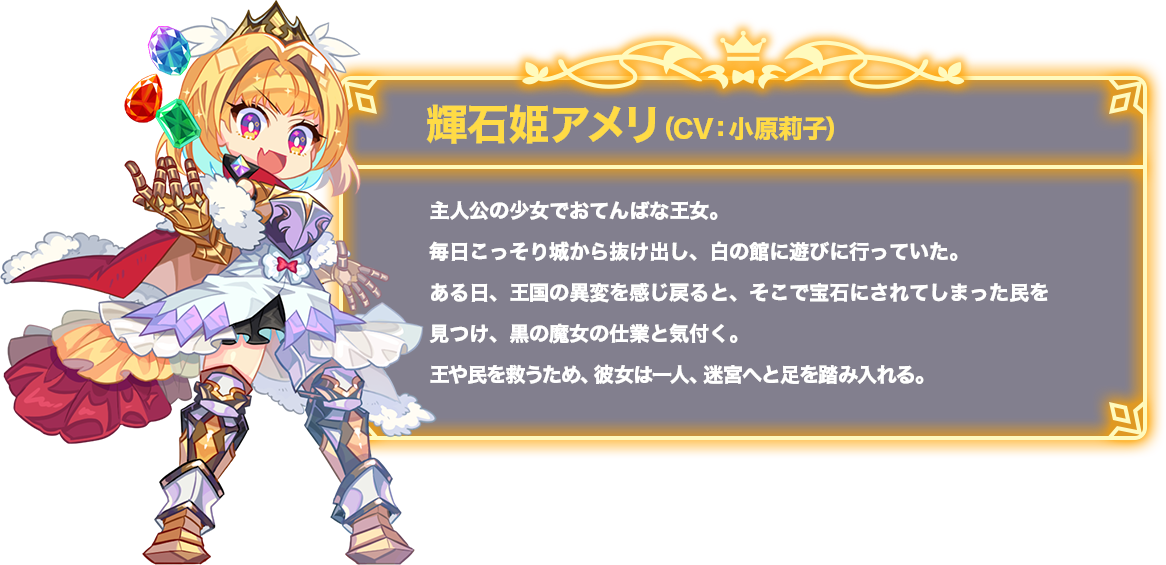 輝石姫アメリ（CV：小原莉子）
主人公の少女でおてんばな王女。
毎日こっそり城から抜け出し、白の館に遊びに行っていた。
ある日、王国の異変を感じ戻ると、そこで宝石にされてしまった民を
見つけ、黒の魔女の仕業と気付く。
王や民を救うため、彼女は一人、迷宮へと足を踏み入れる。